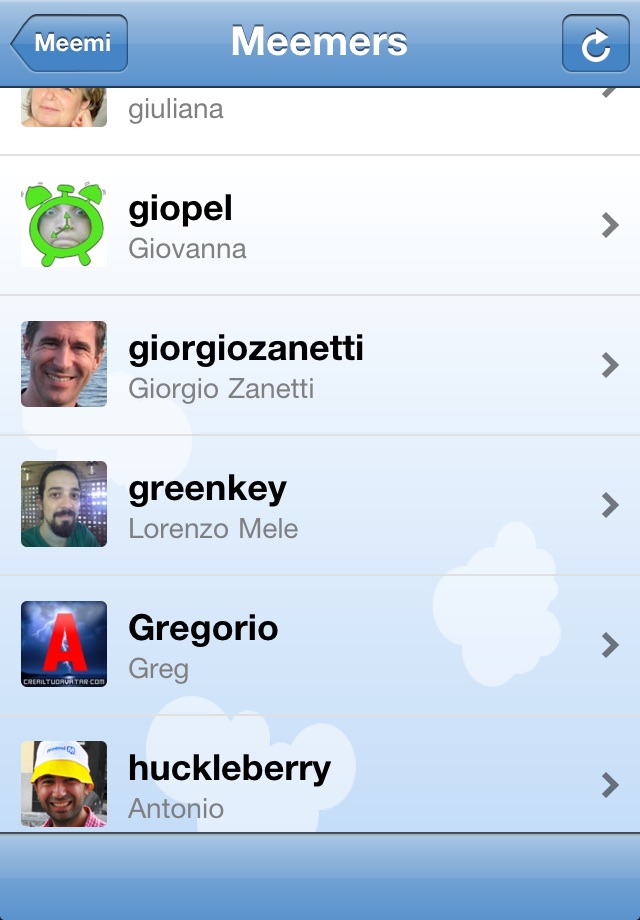 Meemi
Meemers
giuliana
giopel
Giovanna
giorgiozanetti
Giorgio Zanetti
greenkey
Lorenzo Mele
Gregorio
Greg
A
CREAILTUOAVATAR.COM
huckleberry
Antonio